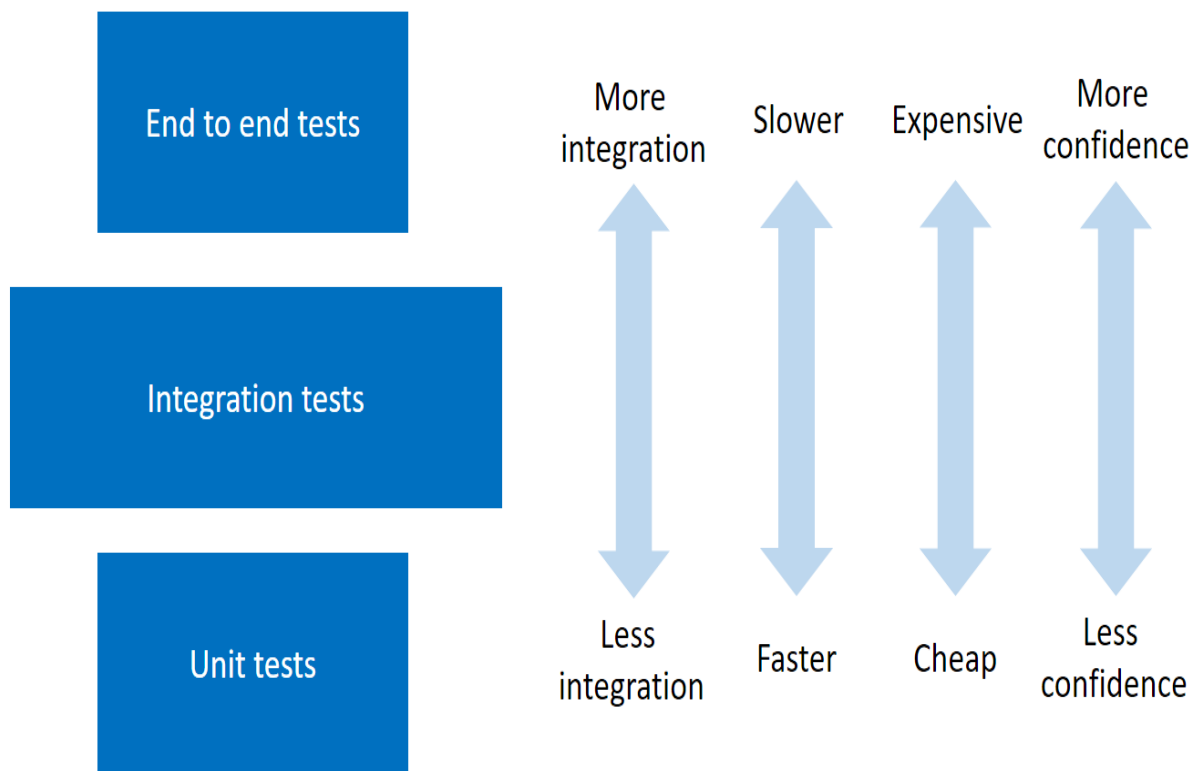 End to end tests
More
integration
Slower
Expensive
More
confidence
Integration tests
Unit tests
Less
integration
Faster
Cheap
Less
confidence